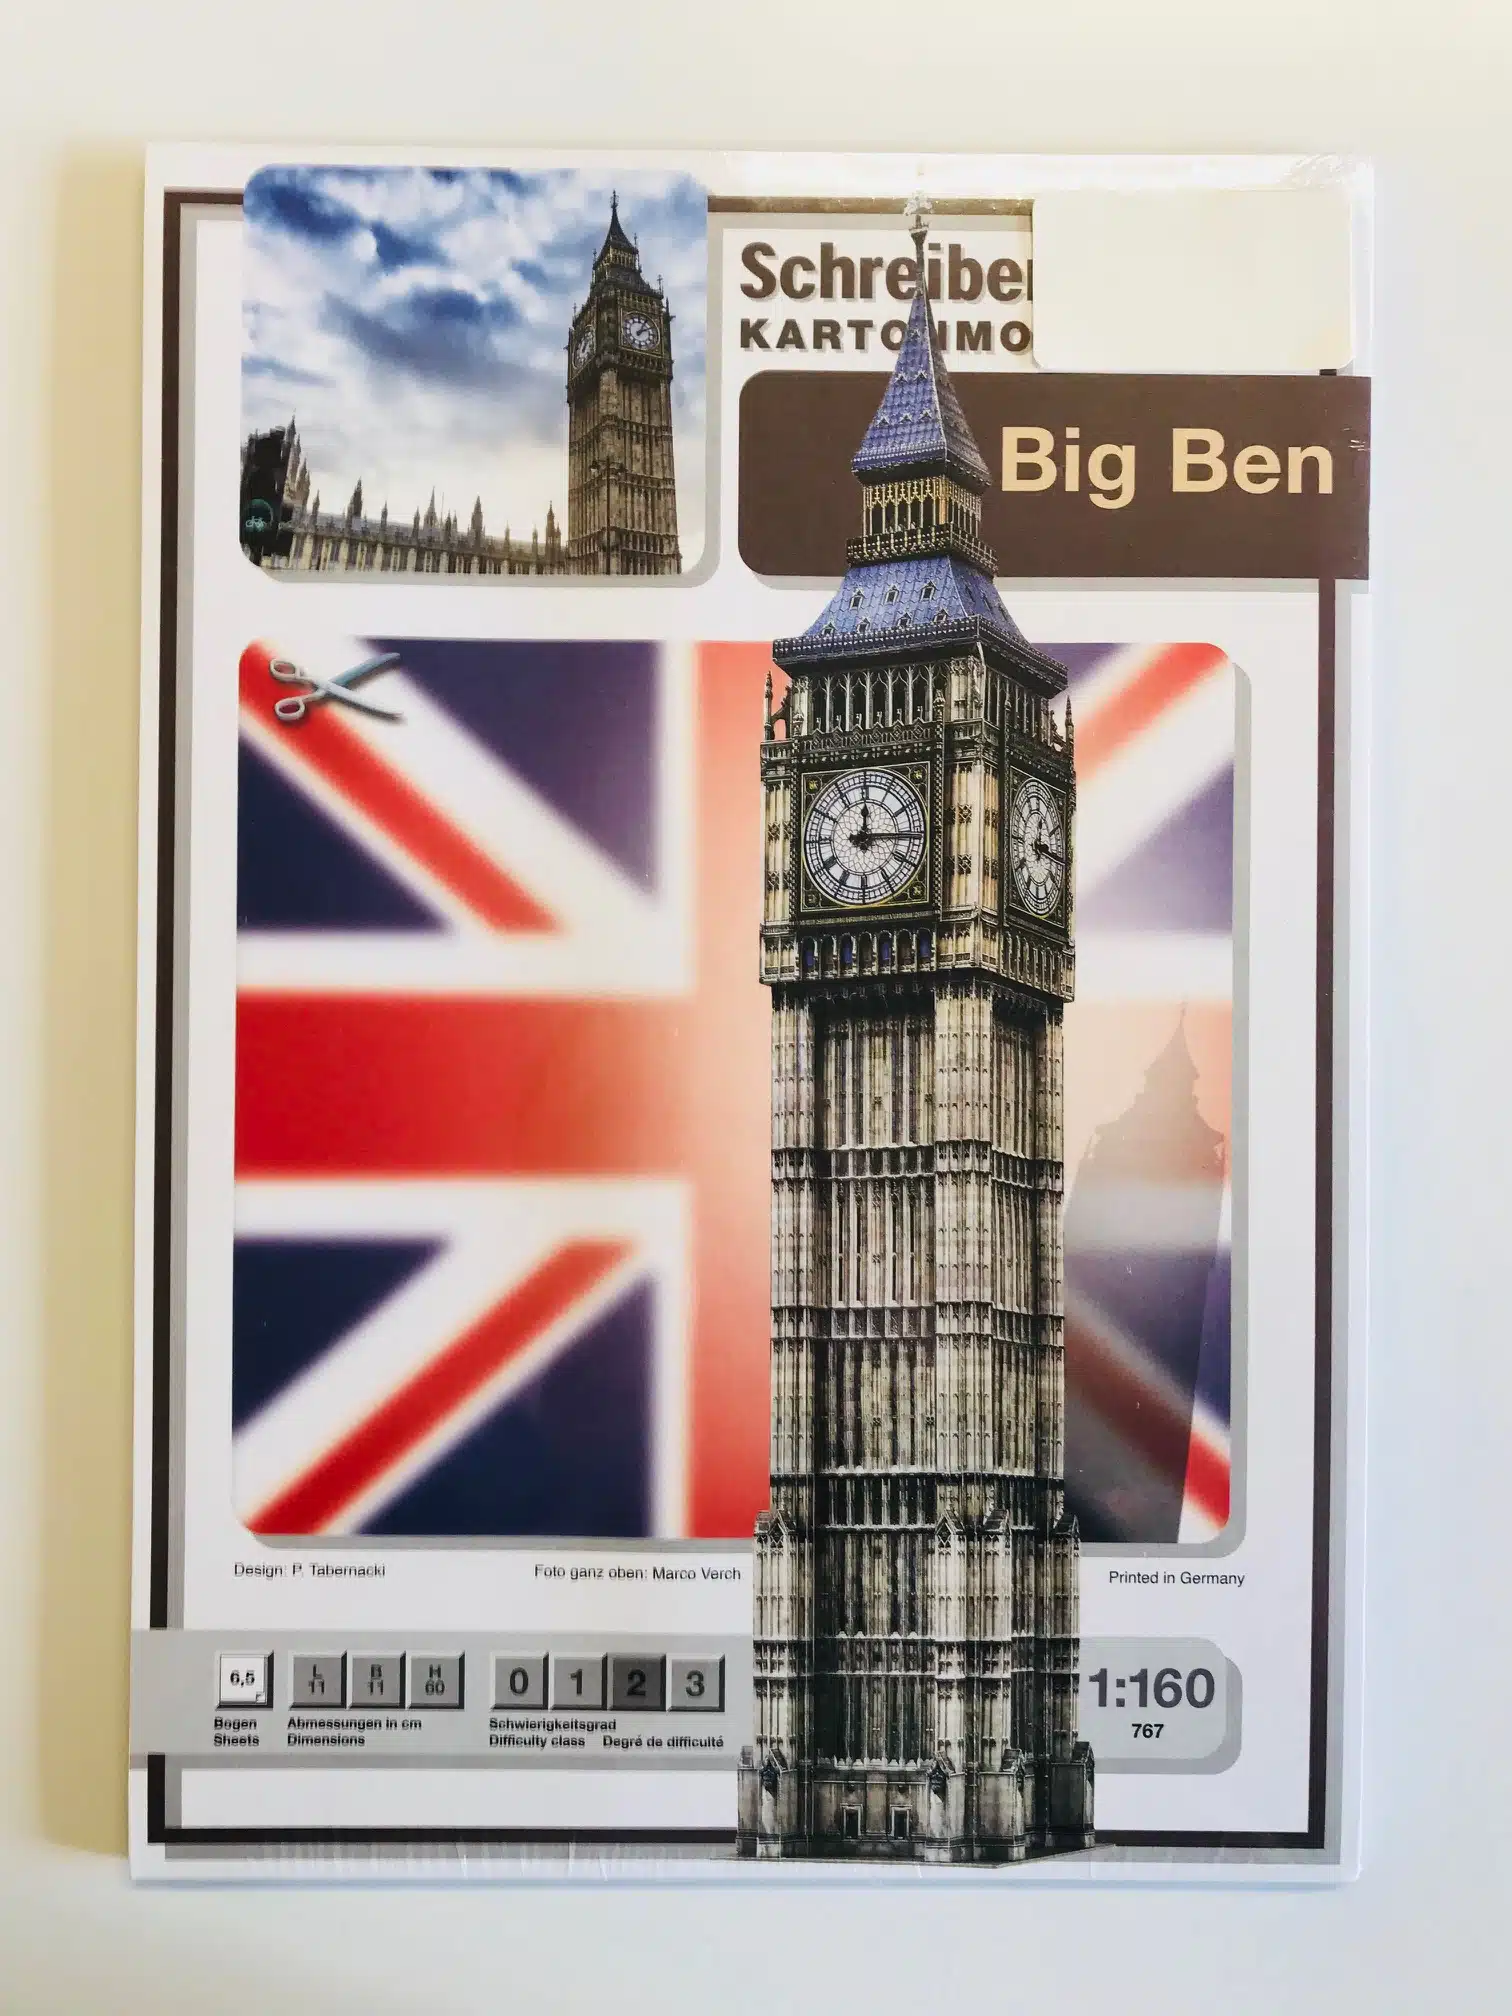 Schreiber
KARTONMO
Big Ben
Design: P. Tabernacki
Foto ganz oben: Marco Verch
Printed in Germany
6,5
L
11
B
11
H
60
0 1 2 3
Bogen
Sheets
Abmessungen in cm
Dimensions
Schwierigkeitsgrad
Difficulty class Degré de difficulté
1:160
767